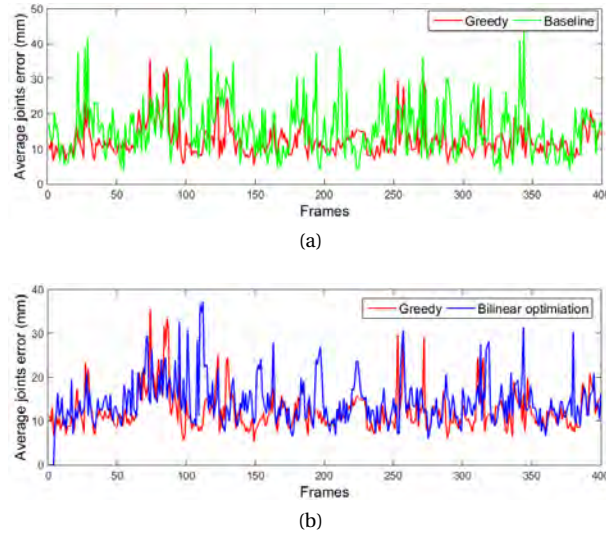 50
40
30
20
10
0
Average joints error (mm)
Greedy Baseline
0 50 100 150 200 250 300 350 400
Frames
(a)
40
30
20
10
0
Average joints error (mm)
Greedy Bilinear optimiation
0 50 100 150 200 250 300 350 400
Frames
(b)